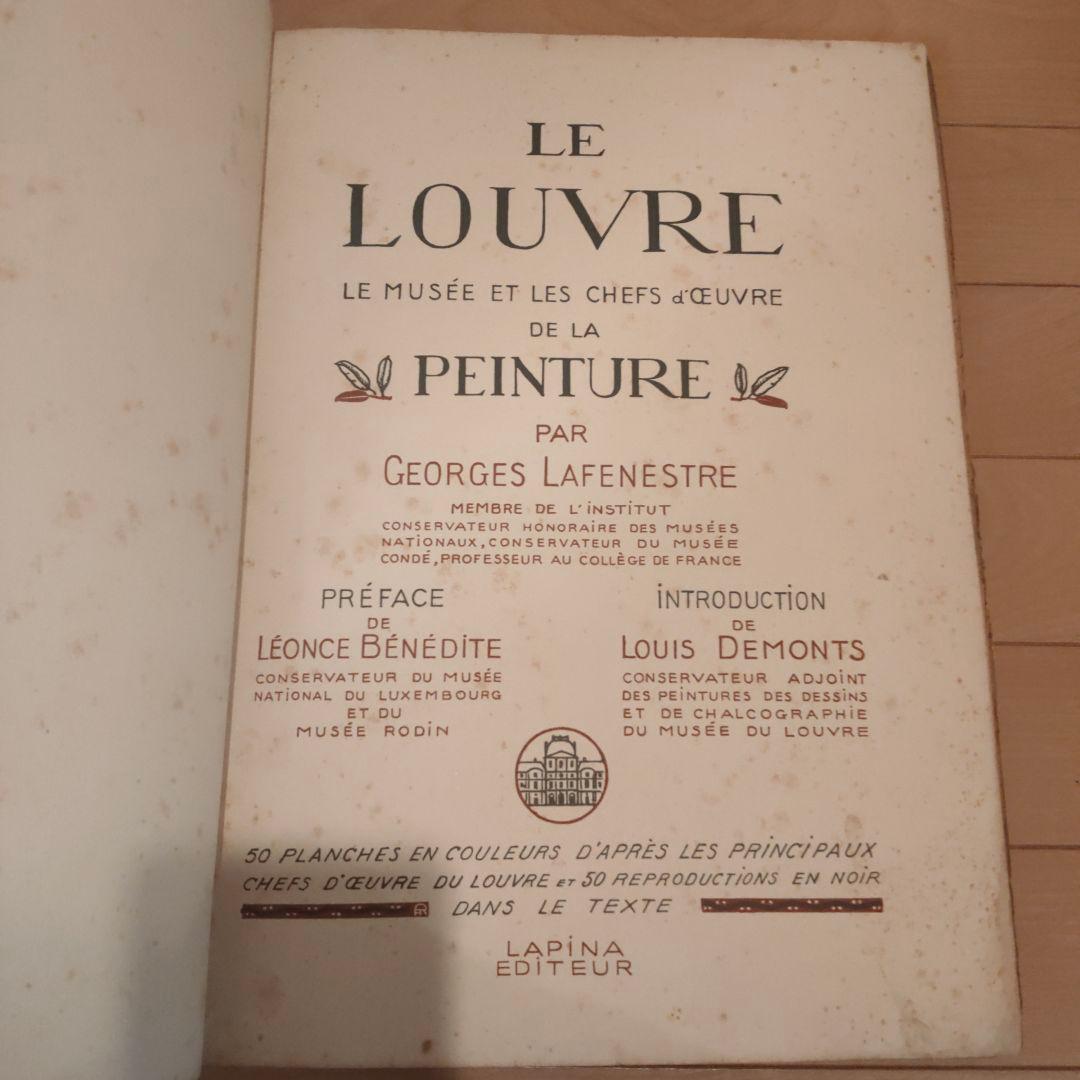 LE
LOUVRE
LE MUSÉE ET LES CHEFS d'ŒUVRE
DE LA
PEINTURE
PAR
GEORGES LAFENESTRE
MEMBRE DE L'INSTITUT
CONSERVATEUR HONORAIRE DES MUSÉES
NATIONAUX, CONSERVATEUR DU MUSÉE
CONDÉ, PROFESSEUR AU COLLÈGE DE FRANCE
PRÉFACE
DE
LÉONCE BÉNÉDITE
CONSERVATEUR DU MUSÉE
NATIONAL DU LUXEMBOURG
ET DU
MUSÉE RODIN
INTRODUCTION
DE
LOUIS DEMONTS
CONSERVATEUR ADJOINT
DES PEINTURES DES DESSINS
ET DE CHALCOGRAPHIE
DU MUSÉE DU LOUVRE
50 PLANCHES EN COULEURS D'APRÈS LES PRINCIPAUX
CHEFS D'ŒUVRE DU LOUVRE ET 50 REPRODUCTIONS EN NOIR
DANS LE TEXTE
LAPINA
EDITEUR